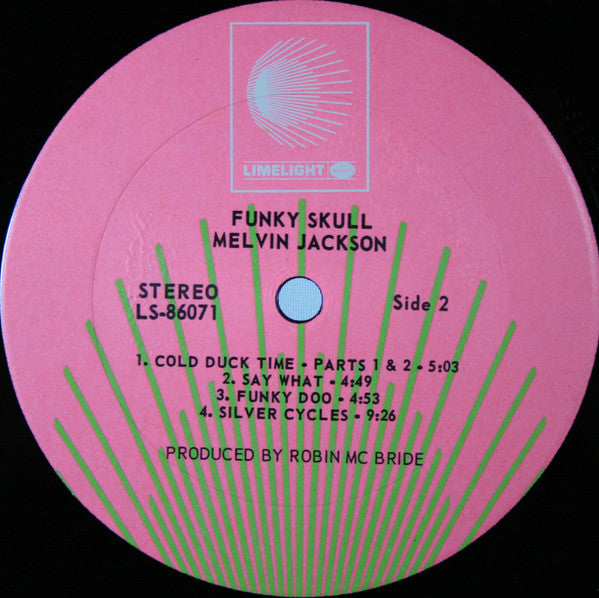 LIMELIGHT
FUNKY SKULL
MELVIN JACKSON
STEREO
LS-86071
Side 2
1. COLD DUCK TIME - PARTS 1 & 2 - 5:03
2. SAY WHAT - 4:49
3. FUNKY DOO - 4:53
4. SILVER CYCLES - 9:26
PRODUCED BY ROBIN MC BRIDE